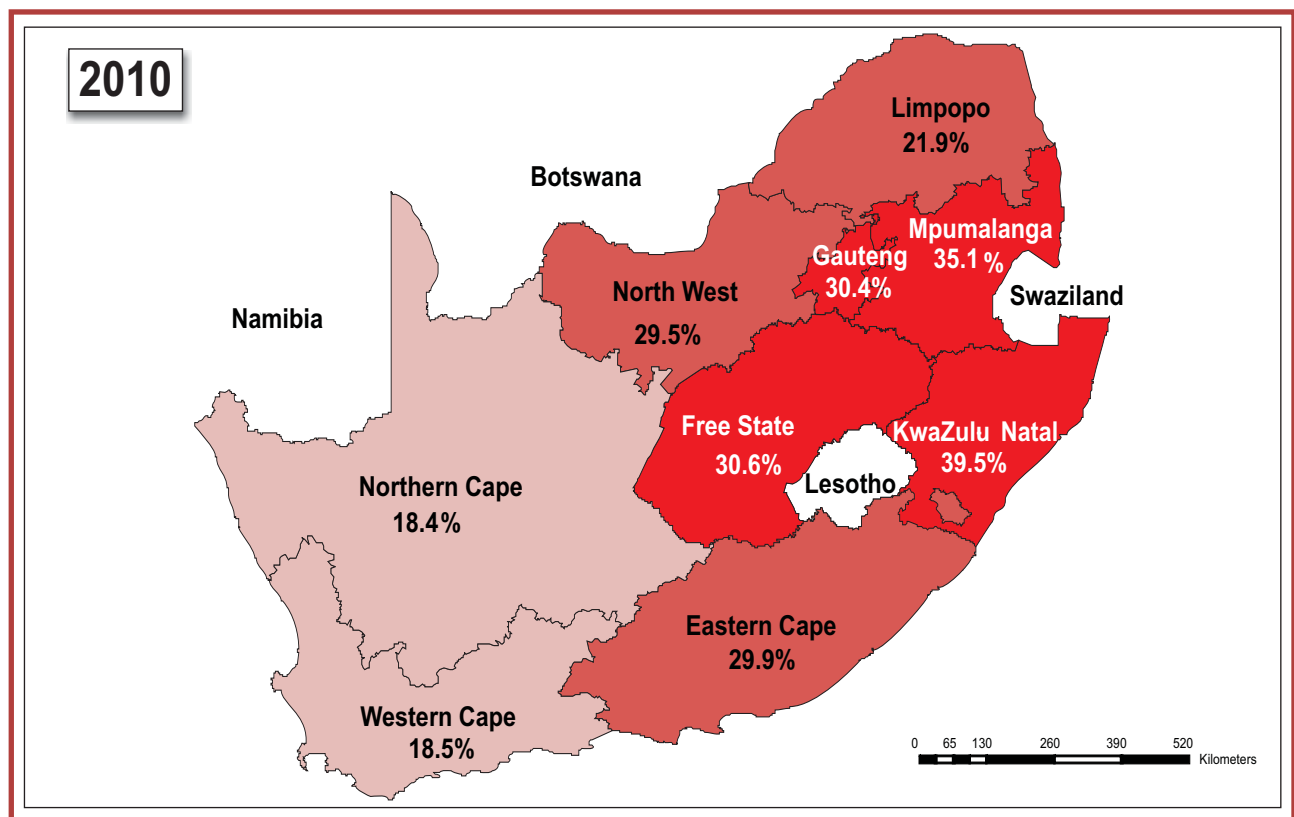 2010
Limpopo
21.9%
Botswana
Mpumalanga
35.1 %
Gauteng
30.4%
Swaziland
North West
29.5%
Namibia
Free State
30.6%
KwaZulu Natal
39.5%
Lesotho
Northern Cape
18.4%
Eastern Cape
29.9%
Western Cape
18.5%
0 65 130 260 390 520
Kilometers